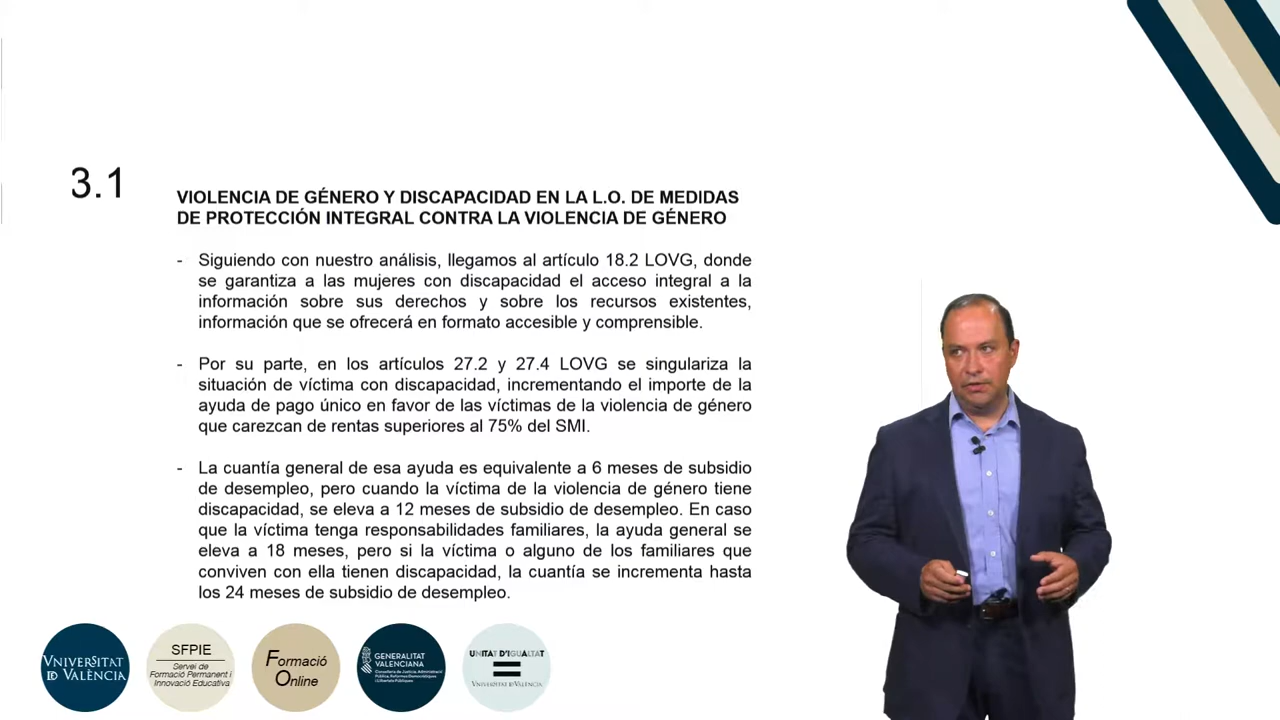 3.1
VIOLENCIA DE GÉNERO Y DISCAPACIDAD EN LA L.O. DE MEDIDAS
DE PROTECCIÓN INTEGRAL CONTRA LA VIOLENCIA DE GÉNERO
- Siguiendo con nuestro análisis, llegamos al artículo 18.2 LOVG, donde
se garantiza a las mujeres con discapacidad el acceso integral a la
información sobre sus derechos y sobre los recursos existentes,
información que se ofrecerá en formato accesible y comprensible.
- Por su parte, en los artículos 27.2 y 27.4 LOVG se singulariza la
situación de víctima con discapacidad, incrementando el importe de la
ayuda de pago único en favor de las víctimas de la violencia de género
que carezcan de rentas superiores al 75% del SMI.
- La cuantía general de esa ayuda es equivalente a 6 meses de subsidio
de desempleo, pero cuando la víctima de la violencia de género tiene
discapacidad, se eleva a 12 meses de subsidio de desempleo. En caso
que la víctima tenga responsabilidades familiares, la ayuda general se
eleva a 18 meses, pero si la víctima o alguno de los familiares que
conviven con ella tienen discapacidad, la cuantía se incrementa hasta
los 24 meses de subsidio de desempleo.
VNIVERSITAT
D VALÈNCIA
SFPIE
Servei de
Formació Permanent i
Innovació Educativa
Formació
Online
GENERALITAT
VALENCIANA
Conselleria de Justícia, Administració
Pública, Reformes Democràtiques
i Llibertats Públiques
UNITAT D'IGUALTAT
VNIVERSITAT D VALÈNCIA